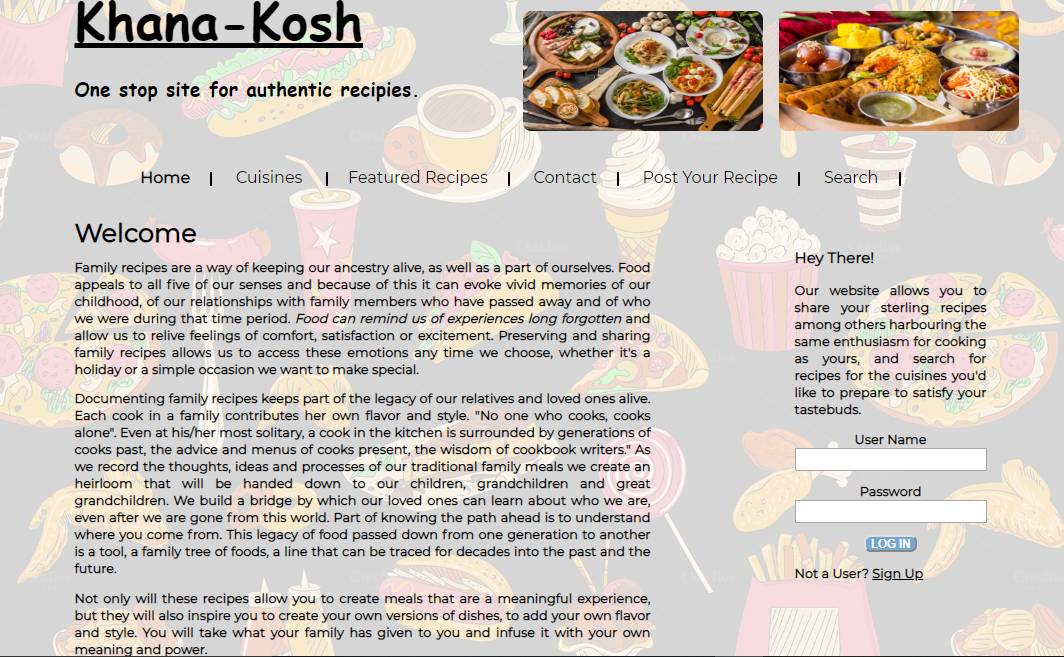 Khana-Kosh
One stop site for authentic recipies.
Home | Cuisines | Featured Recipes | Contact | Post Your Recipe | Search |
Welcome
Family recipes are a way of keeping our ancestry alive, as well as a part of ourselves. Food
appeals to all five of our senses and because of this it can evoke vivid memories of our
childhood, of our relationships with family members who have passed away and of who
we were during that time period. Food can remind us of experiences long forgotten and
allow us to relive feelings of comfort, satisfaction or excitement. Preserving and sharing
family recipes allows us to access these emotions any time we choose, whether it's a
holiday or a simple occasion we want to make special.
Documenting family recipes keeps part of the legacy of our relatives and loved ones alive.
Each cook in a family contributes her own flavor and style. "No one who cooks, cooks
alone". Even at his/her most solitary, a cook in the kitchen is surrounded by generations of
cooks past, the advice and menus of cooks present, the wisdom of cookbook writers." As
we record the thoughts, ideas and processes of our traditional family meals we create an
heirloom that will be handed down to our children, grandchildren and great
grandchildren. We build a bridge by which our loved ones can learn about who we are,
even after we are gone from this world. Part of knowing the path ahead is to understand
where you come from. This legacy of food passed down from one generation to another
is a tool, a family tree of foods, a line that can be traced for decades into the past and the
future.
Not only will these recipes allow you to create meals that are a meaningful experience,
but they will also inspire you to create your own versions of dishes, to add your own flavor
and style. You will take what your family has given to you and infuse it with your own
meaning and power.
Hey There!
Our website allows you to
share your sterling recipes
among others harbouring the
same enthusiasm for cooking
as yours, and search for
recipes for the cuisines you'd
like to prepare to satisfy your
tastebuds.
User Name
Password
LOG IN
Not a User? Sign Up